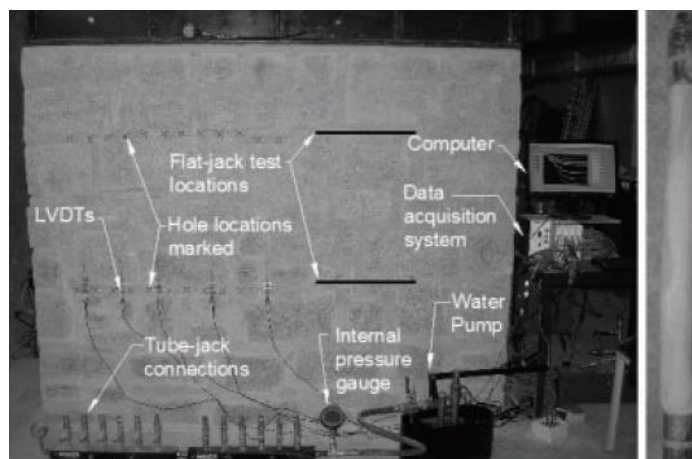 Computer
Flat-jack test
locations
Data
acquisition
system
LVDTs
Hole locations
marked
Water
Pump
Internal
pressure
gauge
Tube-jack
connections